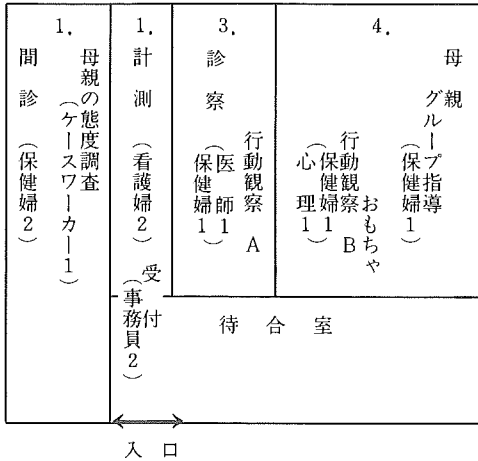 1.
母親の態度調査
(ケースワーカー1)
問診 (保健婦2)
1.
計測 (看護婦2)
受付
(事務員2)
3.
診察
行動観察A
(医師1
保健婦1)
4.
母親
グループ指導
(保健婦1)
おもちゃ
行動観察B
(保健婦1
心理1)
待合室
入口